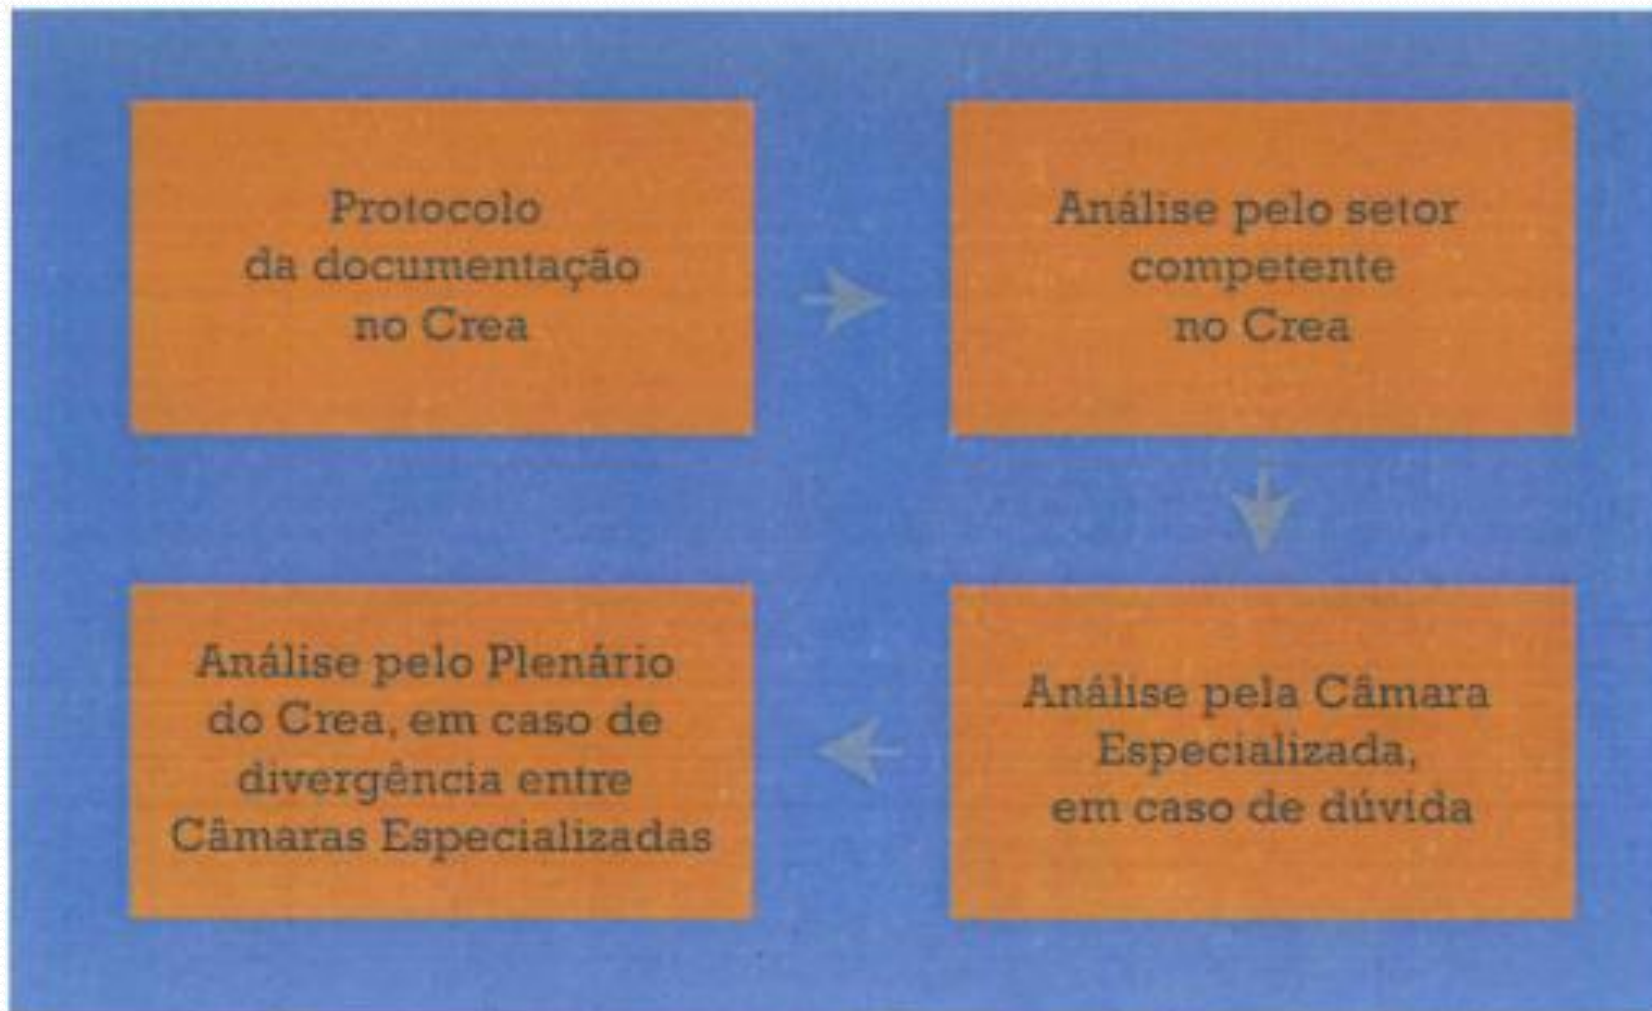 Protocolo
da documentação
no Crea
Análise pelo setor
competente
no Crea
Análise pela Câmara
Especializada,
em caso de dúvida
Análise pelo Plenário
do Crea, em caso de
divergência entre
Câmaras Especializadas